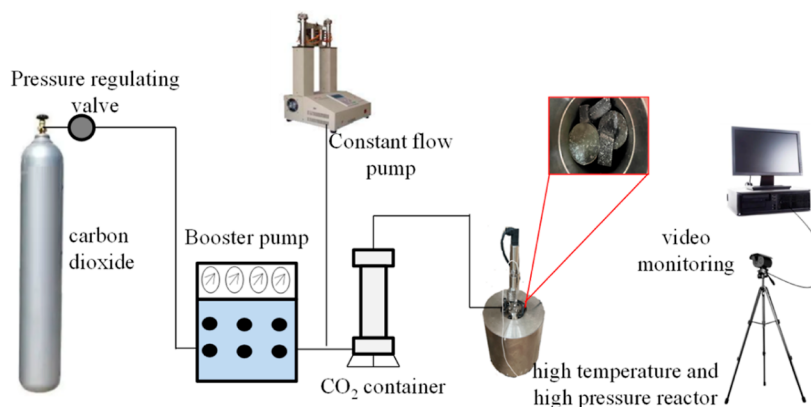 Pressure regulating
valve
carbon
dioxide
Booster pump
Constant flow
pump
CO₂ container
high temperature and
high pressure reactor
video
monitoring